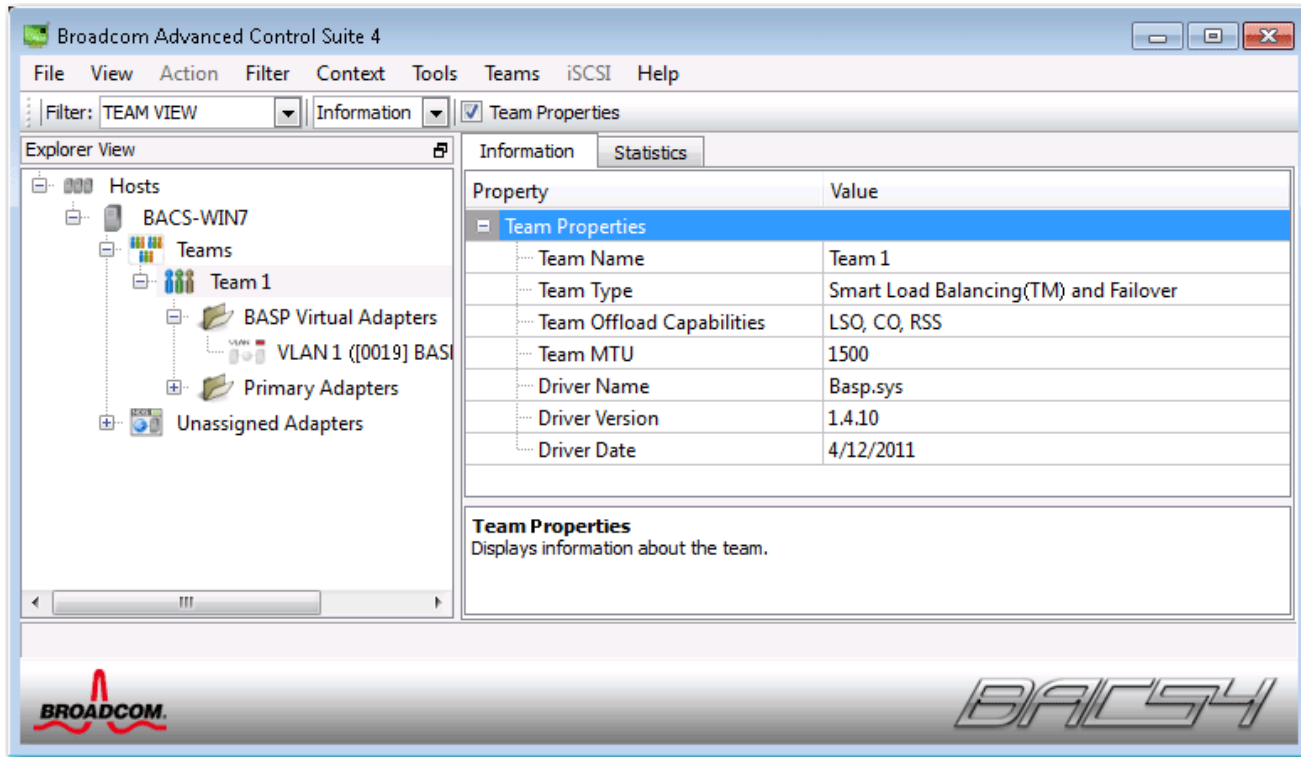 Broadcom Advanced Control Suite 4
File View Action Filter Context Tools Teams iSCSI Help
Filter: TEAM VIEW Information Team Properties
Explorer View
Hosts
BACS-WIN7
Teams
Team 1
BASP Virtual Adapters
VLAN 1 ([0019] BASP
Primary Adapters
Unassigned Adapters
Information Statistics
Property Value
Team Properties
Team Name Team 1
Team Type Smart Load Balancing(TM) and Failover
Team Offload Capabilities LSO, CO, RSS
Team MTU 1500
Driver Name Basp.sys
Driver Version 1.4.10
Driver Date 4/12/2011
Team Properties
Displays information about the team.
BROADCOM.
BACS4